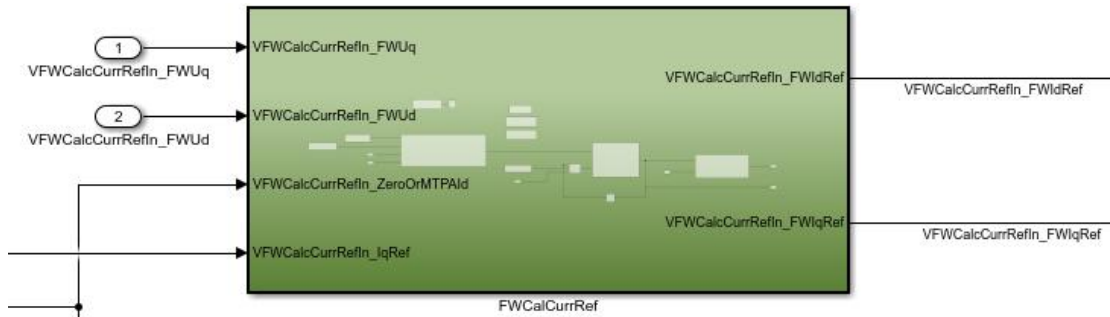 1
VFWCalcCurrRefIn_FWUq
2
VFWCalcCurrRefIn_FWUd
VFWCalcCurrRefIn_FWUq
VFWCalcCurrRefIn_FWUd
VFWCalcCurrRefIn_ZeroOrMTPAId
VFWCalcCurrRefIn_IqRef
VFWCalcCurrRefIn_FWIdRef
VFWCalcCurrRefIn_FWIqRef
VFWCalcCurrRefIn_FWIdRef
VFWCalcCurrRefIn_FWIqRef
FWCalCurrRef